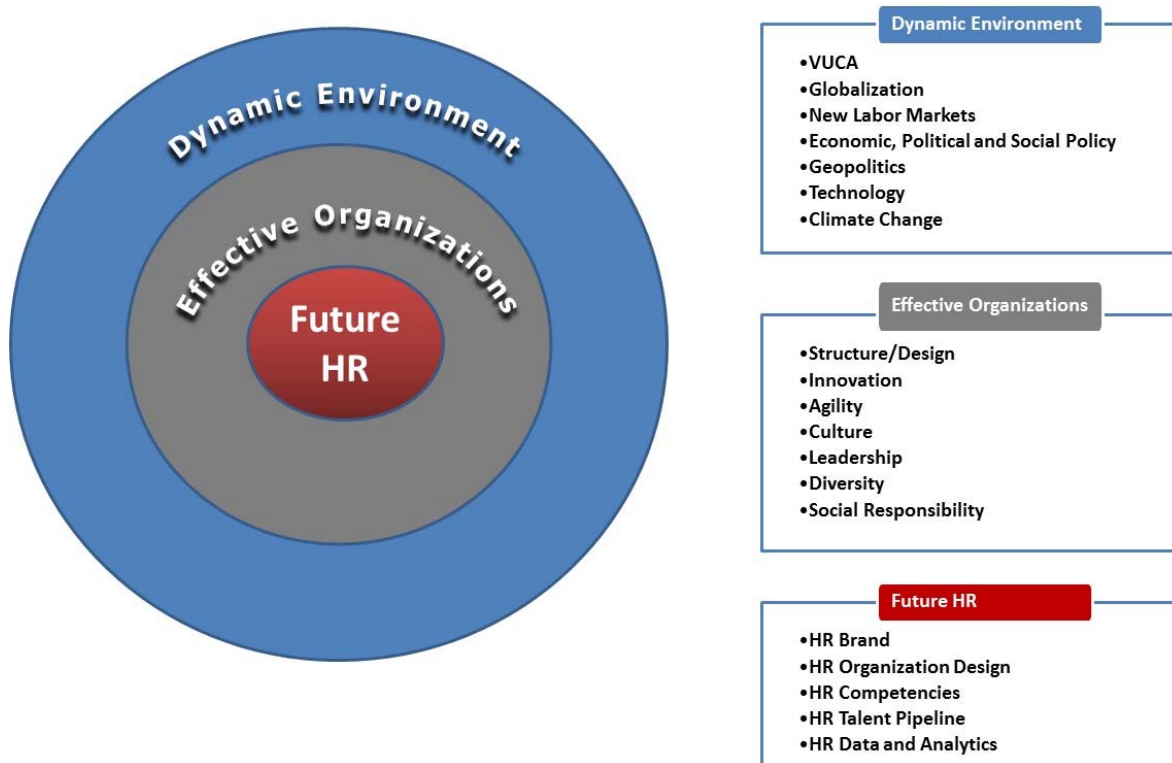 Dynamic Environment
Effective Organizations
Future
HR
Dynamic Environment
•VUCA
•Globalization
•New Labor Markets
•Economic, Political and Social Policy
•Geopolitics
•Technology
•Climate Change
Effective Organizations
•Structure/Design
•Innovation
•Agility
•Culture
•Leadership
•Diversity
•Social Responsibility
Future HR
•HR Brand
•HR Organization Design
•HR Competencies
•HR Talent Pipeline
•HR Data and Analytics